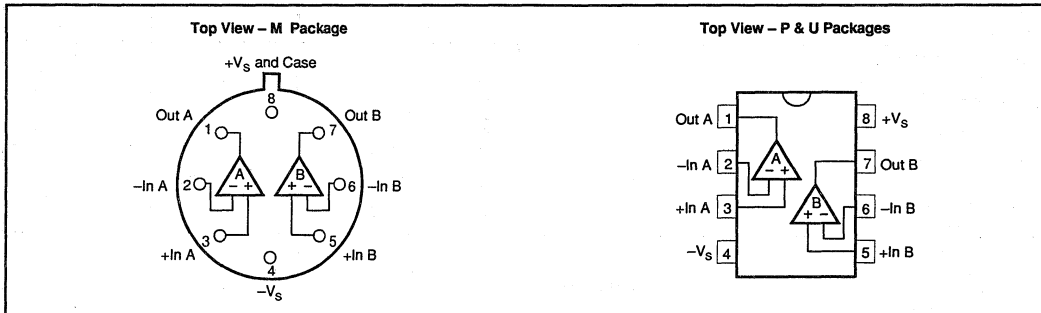 Top View – M Package
+VS and Case
8
Out A
Out B
1
7
A
B
– +
+ –
–In A
2
6
–In B
3
5
+In A
+In B
4
–VS
Top View – P & U Packages
Out A
1
8
+VS
A
–In A
2
– +
7
Out B
B
+In A
3
+ –
6
–In B
–VS
4
5
+In B